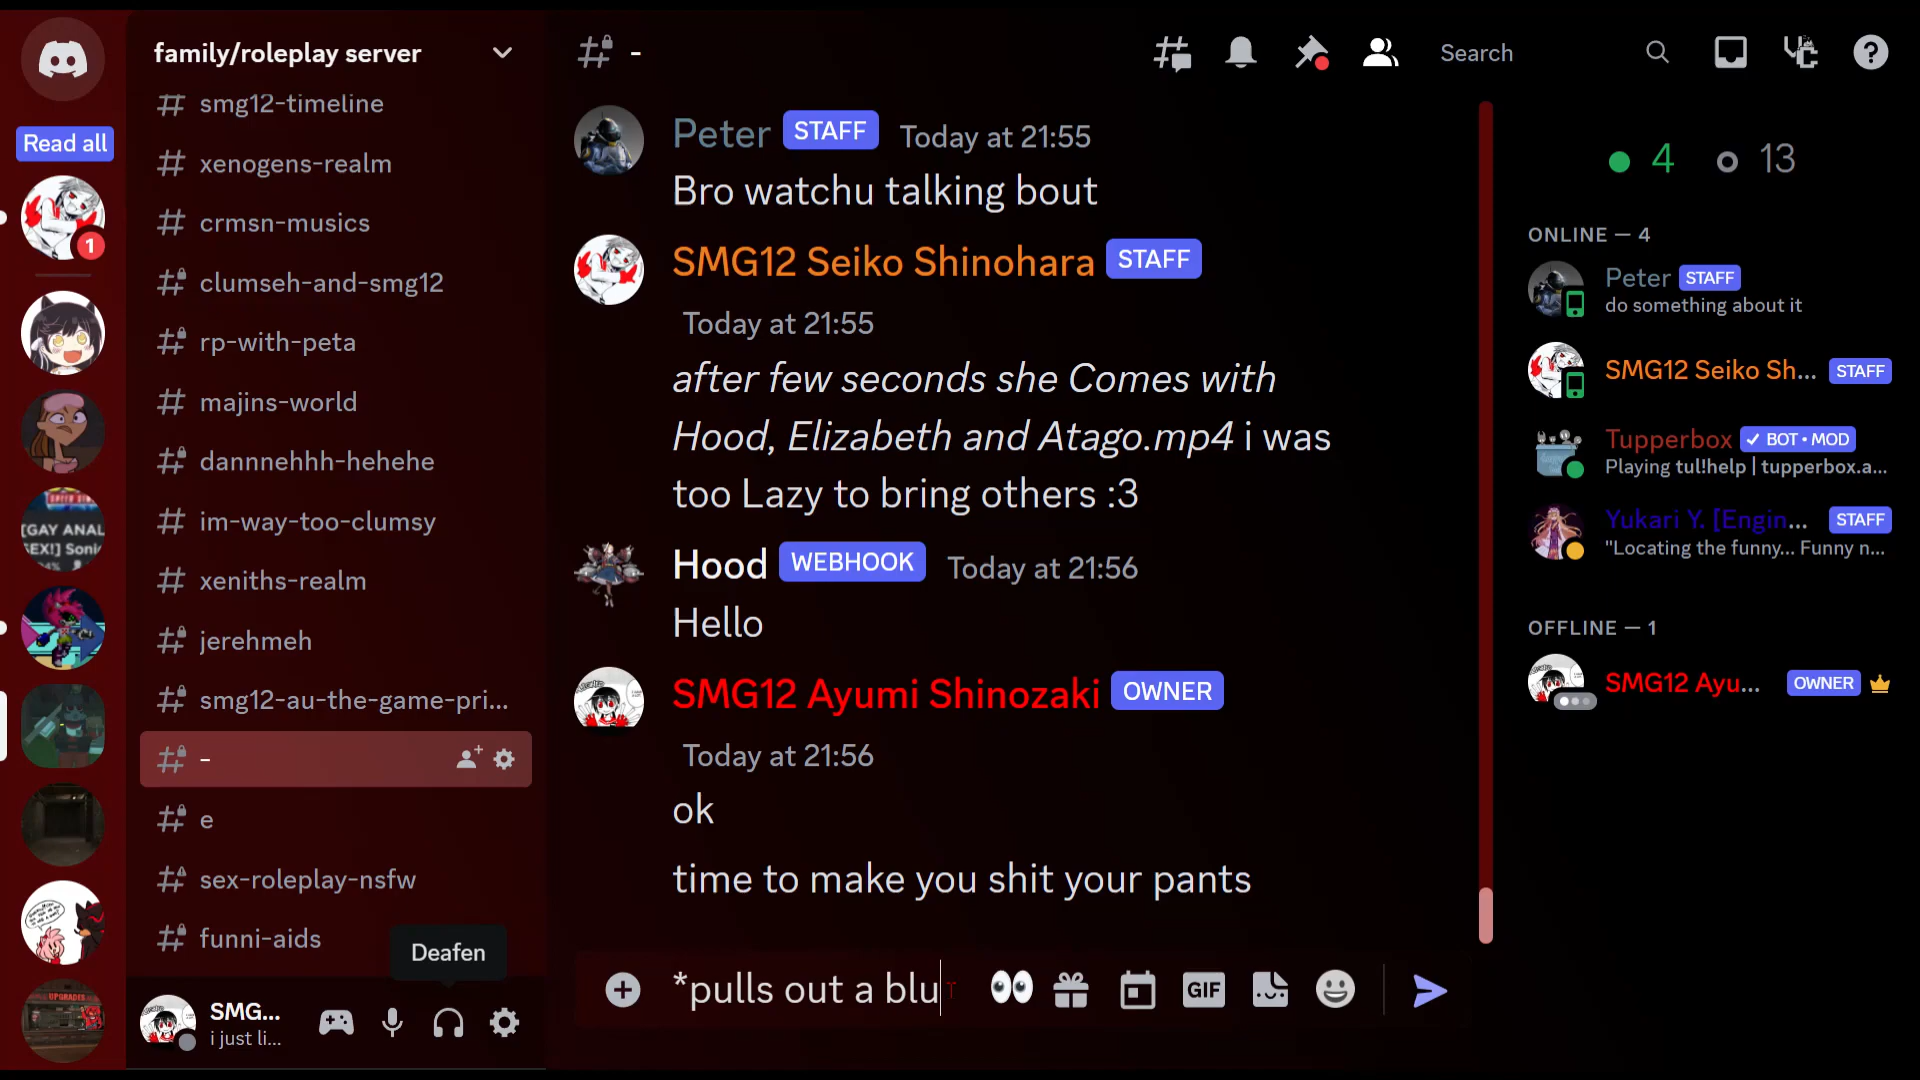 Read all
1
[GAY ANAL
SEX!] Soni
UPGRADES
family/roleplay server
smg12-timeline
xenogens-realm
crmsn-musics
clumseh-and-smg12
rp-with-peta
majins-world
dannnehhh-hehehe
im-way-too-clumsy
xeniths-realm
jerehmeh
smg12-au-the-game-pri...
-
e
sex-roleplay-nsfw
funni-aids
Deafen
SMG...
i just li...
-
Search
Peter STAFF Today at 21:55
Bro watchu talking bout
SMG12 Seiko Shinohara STAFF
Today at 21:55
after few seconds she Comes with
Hood, Elizabeth and Atago.mp4 i was
too Lazy to bring others :3
Hood WEBHOOK Today at 21:56
Hello
SMG12 Ayumi Shinozaki OWNER
Today at 21:56
ok
time to make you shit your pants
*pulls out a blu
GIF
4 13
ONLINE — 4
Peter STAFF
do something about it
SMG12 Seiko Sh... STAFF
Tupperbox BOT • MOD
Playing tul!help | tupperbox.a...
Yukari Y. [Engin... STAFF
"Locating the funny... Funny n...
OFFLINE — 1
SMG12 Ayu... OWNER